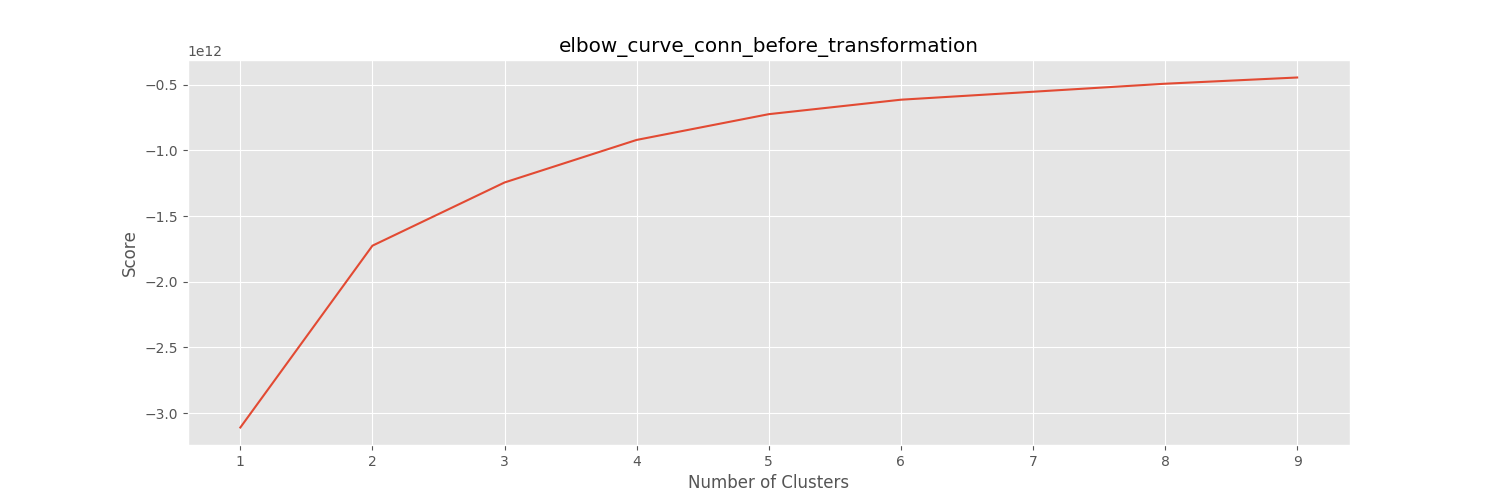 elbow_curve_conn_before_transformation
1e12
−0.5
−1.0
−1.5
−2.0
−2.5
−3.0
Score
1 2 3 4 5 6 7 8 9
Number of Clusters